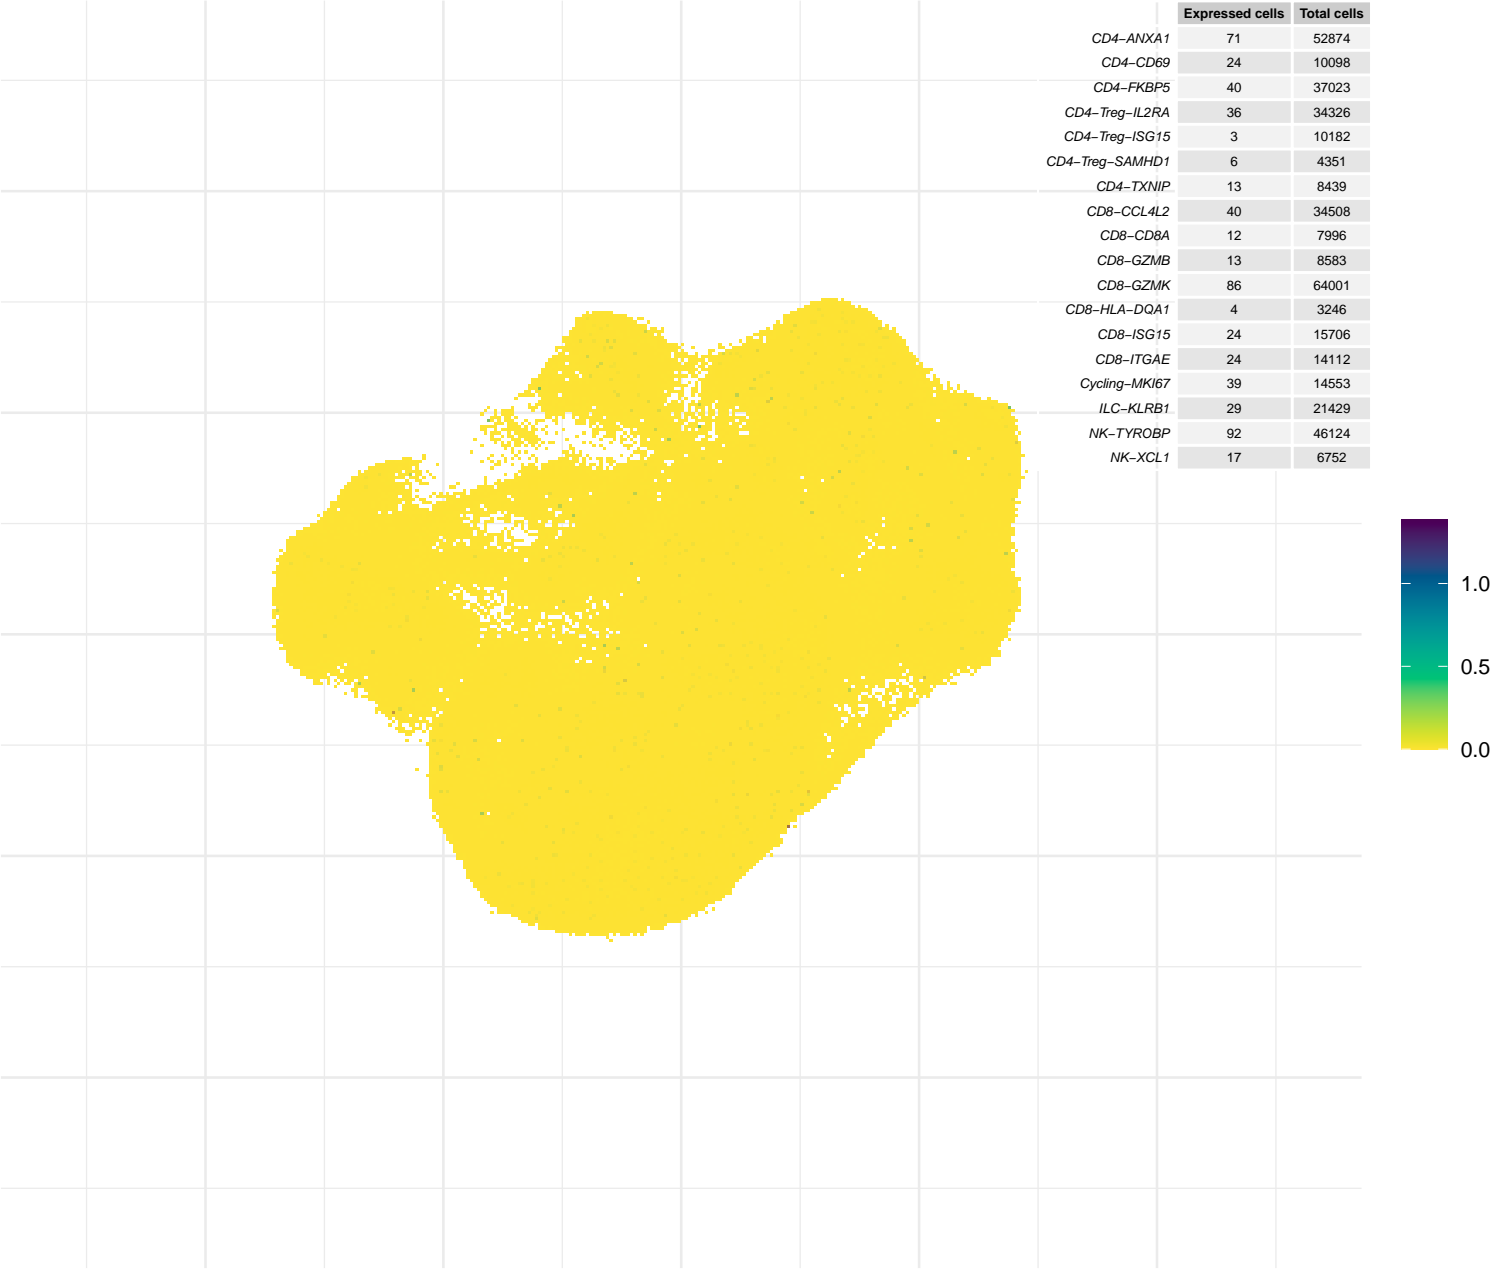 Expressed cells Total cells
CD4−ANXA1 71 52874
CD4−CD69 24 10098
CD4−FKBP5 40 37023
CD4−Treg−IL2RA 36 34326
CD4−Treg−ISG15 3 10182
CD4−Treg−SAMHD1 6 4351
CD4−TXNIP 13 8439
CD8−CCL4L2 40 34508
CD8−CD8A 12 7996
CD8−GZMB 13 8583
CD8−GZMK 86 64001
CD8−HLA−DQA1 4 3246
CD8−ISG15 24 15706
CD8−ITGAE 24 14112
Cycling−MKI67 39 14553
ILC−KLRB1 29 21429
NK−TYROBP 92 46124
NK−XCL1 17 6752
1.0
0.5
0.0